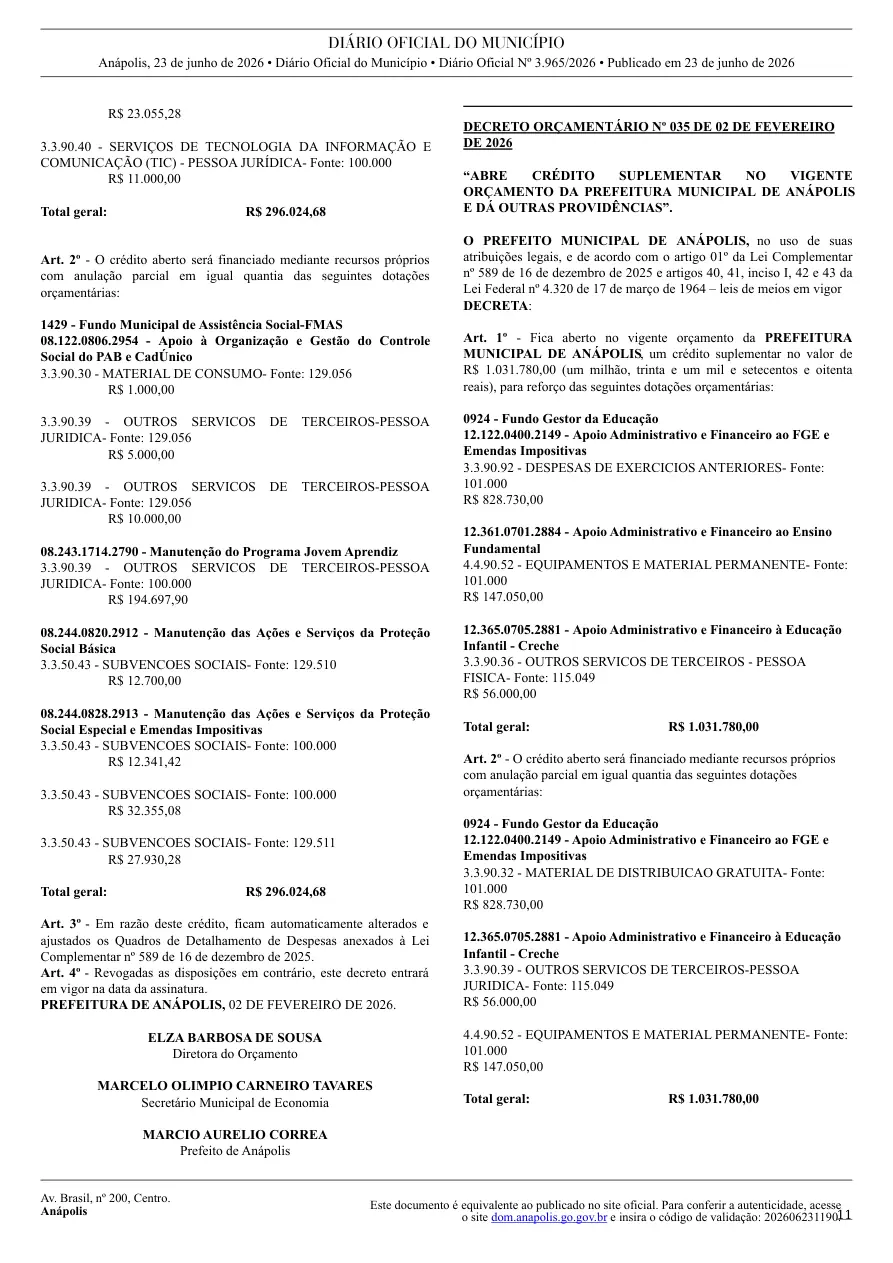 DIÁRIO OFICIAL DO MUNICÍPIO
Anápolis, 23 de junho de 2026 • Diário Oficial do Município • Diário Oficial Nº 3.965/2026 • Publicado em 23 de junho de 2026
R$ 23.055,28
3.3.90.40 - SERVIÇOS DE TECNOLOGIA DA INFORMAÇÃO E
COMUNICAÇÃO (TIC) - PESSOA JURÍDICA- Fonte: 100.000
R$ 11.000,00
Total geral: R$ 296.024,68
Art. 2º - O crédito aberto será financiado mediante recursos próprios
com anulação parcial em igual quantia das seguintes dotações
orçamentárias:
1429 - Fundo Municipal de Assistência Social-FMAS
08.122.0806.2954 - Apoio à Organização e Gestão do Controle
Social do PAB e CadÚnico
3.3.90.30 - MATERIAL DE CONSUMO- Fonte: 129.056
R$ 1.000,00
3.3.90.39 - OUTROS SERVICOS DE TERCEIROS-PESSOA
JURIDICA- Fonte: 129.056
R$ 5.000,00
3.3.90.39 - OUTROS SERVICOS DE TERCEIROS-PESSOA
JURIDICA- Fonte: 129.056
R$ 10.000,00
08.243.1714.2790 - Manutenção do Programa Jovem Aprendiz
3.3.90.39 - OUTROS SERVICOS DE TERCEIROS-PESSOA
JURIDICA- Fonte: 100.000
R$ 194.697,90
08.244.0820.2912 - Manutenção das Ações e Serviços da Proteção
Social Básica
3.3.50.43 - SUBVENCOES SOCIAIS- Fonte: 129.510
R$ 12.700,00
08.244.0828.2913 - Manutenção das Ações e Serviços da Proteção
Social Especial e Emendas Impositivas
3.3.50.43 - SUBVENCOES SOCIAIS- Fonte: 100.000
R$ 12.341,42
3.3.50.43 - SUBVENCOES SOCIAIS- Fonte: 100.000
R$ 32.355,08
3.3.50.43 - SUBVENCOES SOCIAIS- Fonte: 129.511
R$ 27.930,28
Total geral: R$ 296.024,68
Art. 3º - Em razão deste crédito, ficam automaticamente alterados e
ajustados os Quadros de Detalhamento de Despesas anexados à Lei
Complementar nº 589 de 16 de dezembro de 2025.
Art. 4º - Revogadas as disposições em contrário, este decreto entrará
em vigor na data da assinatura.
PREFEITURA DE ANÁPOLIS, 02 DE FEVEREIRO DE 2026.
ELZA BARBOSA DE SOUSA
Diretora do Orçamento
MARCELO OLIMPIO CARNEIRO TAVARES
Secretário Municipal de Economia
MARCIO AURELIO CORREA
Prefeito de Anápolis
DECRETO ORÇAMENTÁRIO Nº 035 DE 02 DE FEVEREIRO
DE 2026
“ABRE CRÉDITO SUPLEMENTAR NO VIGENTE
ORÇAMENTO DA PREFEITURA MUNICIPAL DE ANÁPOLIS
E DÁ OUTRAS PROVIDÊNCIAS”.
O PREFEITO MUNICIPAL DE ANÁPOLIS, no uso de suas
atribuições legais, e de acordo com o artigo 01º da Lei Complementar
nº 589 de 16 de dezembro de 2025 e artigos 40, 41, inciso I, 42 e 43 da
Lei Federal nº 4.320 de 17 de março de 1964 – leis de meios em vigor
DECRETA:
Art. 1º - Fica aberto no vigente orçamento da PREFEITURA
MUNICIPAL DE ANÁPOLIS, um crédito suplementar no valor de
R$ 1.031.780,00 (um milhão, trinta e um mil e setecentos e oitenta
reais), para reforço das seguintes dotações orçamentárias:
0924 - Fundo Gestor da Educação
12.122.0400.2149 - Apoio Administrativo e Financeiro ao FGE e
Emendas Impositivas
3.3.90.92 - DESPESAS DE EXERCICIOS ANTERIORES- Fonte:
101.000
R$ 828.730,00
12.361.0701.2884 - Apoio Administrativo e Financeiro ao Ensino
Fundamental
4.4.90.52 - EQUIPAMENTOS E MATERIAL PERMANENTE- Fonte:
101.000
R$ 147.050,00
12.365.0705.2881 - Apoio Administrativo e Financeiro à Educação
Infantil - Creche
3.3.90.36 - OUTROS SERVICOS DE TERCEIROS - PESSOA
FISICA- Fonte: 115.049
R$ 56.000,00
Total geral: R$ 1.031.780,00
Art. 2º - O crédito aberto será financiado mediante recursos próprios
com anulação parcial em igual quantia das seguintes dotações
orçamentárias:
0924 - Fundo Gestor da Educação
12.122.0400.2149 - Apoio Administrativo e Financeiro ao FGE e
Emendas Impositivas
3.3.90.32 - MATERIAL DE DISTRIBUICAO GRATUITA- Fonte:
101.000
R$ 828.730,00
12.365.0705.2881 - Apoio Administrativo e Financeiro à Educação
Infantil - Creche
3.3.90.39 - OUTROS SERVICOS DE TERCEIROS-PESSOA
JURIDICA- Fonte: 115.049
R$ 56.000,00
4.4.90.52 - EQUIPAMENTOS E MATERIAL PERMANENTE- Fonte:
101.000
R$ 147.050,00
Total geral: R$ 1.031.780,00
Av. Brasil, nº 200, Centro.
Anápolis
Este documento é equivalente ao publicado no site oficial. Para conferir a autenticidade, acesse
o site dom.anapolis.go.gov.br e insira o código de validação:
11